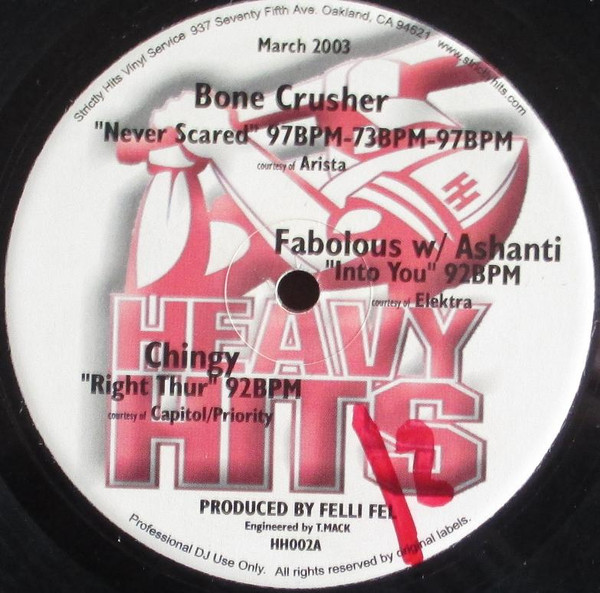 Strictly Hits Vinyl Service 937 Seventy Fifth Ave. Oakland, CA 94621 www.strictlyhits.com
March 2003
Bone Crusher
"Never Scared" 97BPM-73BPM-97BPM
courtesy of Arista
Fabolous w/ Ashanti
"Into You" 92BPM
courtesy of Elektra
Chingy
"Right Thur" 92BPM
courtesy of Capitol/Priority
HEAVY
HITS
12
PRODUCED BY FELLI FEL
Engineered by T.MACK
HH002A
Professional DJ Use Only. All rights reserved by original labels.